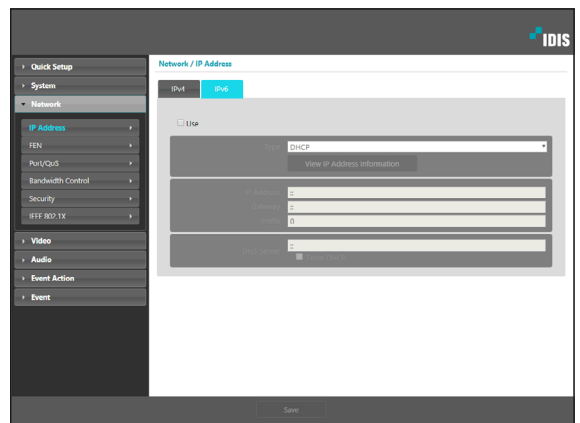 IDIS
Quick Setup
System
Network
IP Address
FEN
Port/QoS
Bandwidth Control
Security
IEEE 802.1X
Video
Audio
Event Action
Event
Network / IP Address
IPv4 IPv6
Use
Type DHCP
View IP Address Information
IP Address ::
Gateway ::
Prefix 0
DNS Server ::
From DHCP
Save